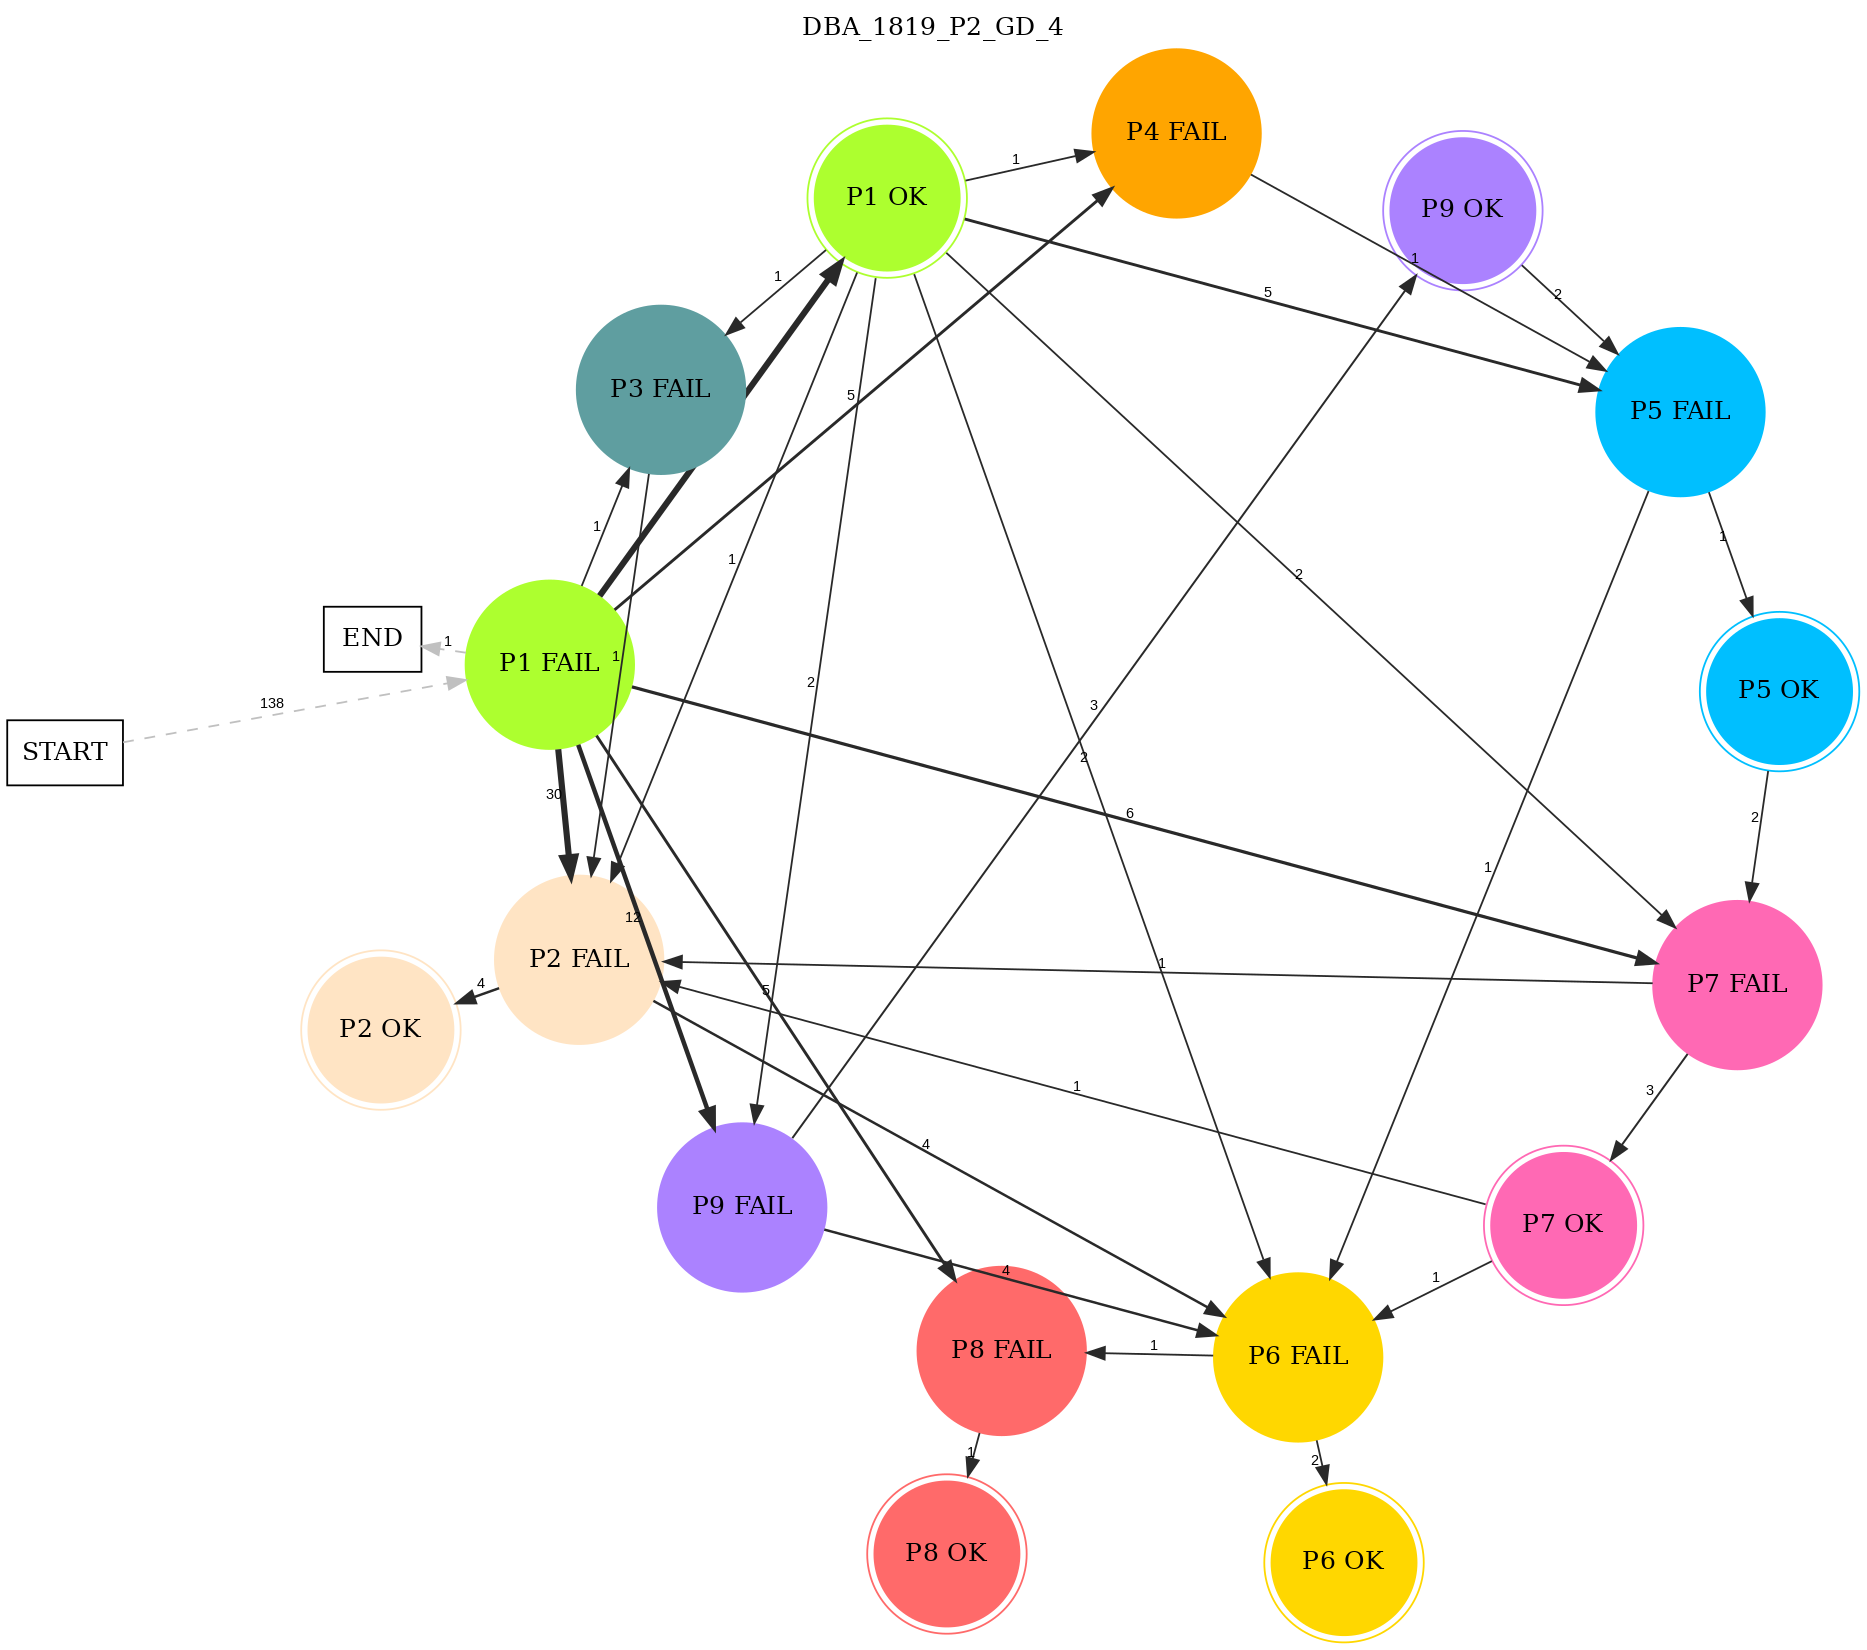 DBA_1819_P2_GD_4
P4 FAIL
1
P1 OK
P9 OK
1
1
5
2
P3 FAIL
5
P5 FAIL
1
1
1
2
END
1
1
P1 FAIL
2
P5 OK
138
3
START
2
30
6
2
1
12
P2 FAIL
1
4
5
P7 FAIL
P2 OK
1
3
4
P9 FAIL
P7 OK
4
1
P8 FAIL
1
P6 FAIL
1
2
P8 OK
P6 OK